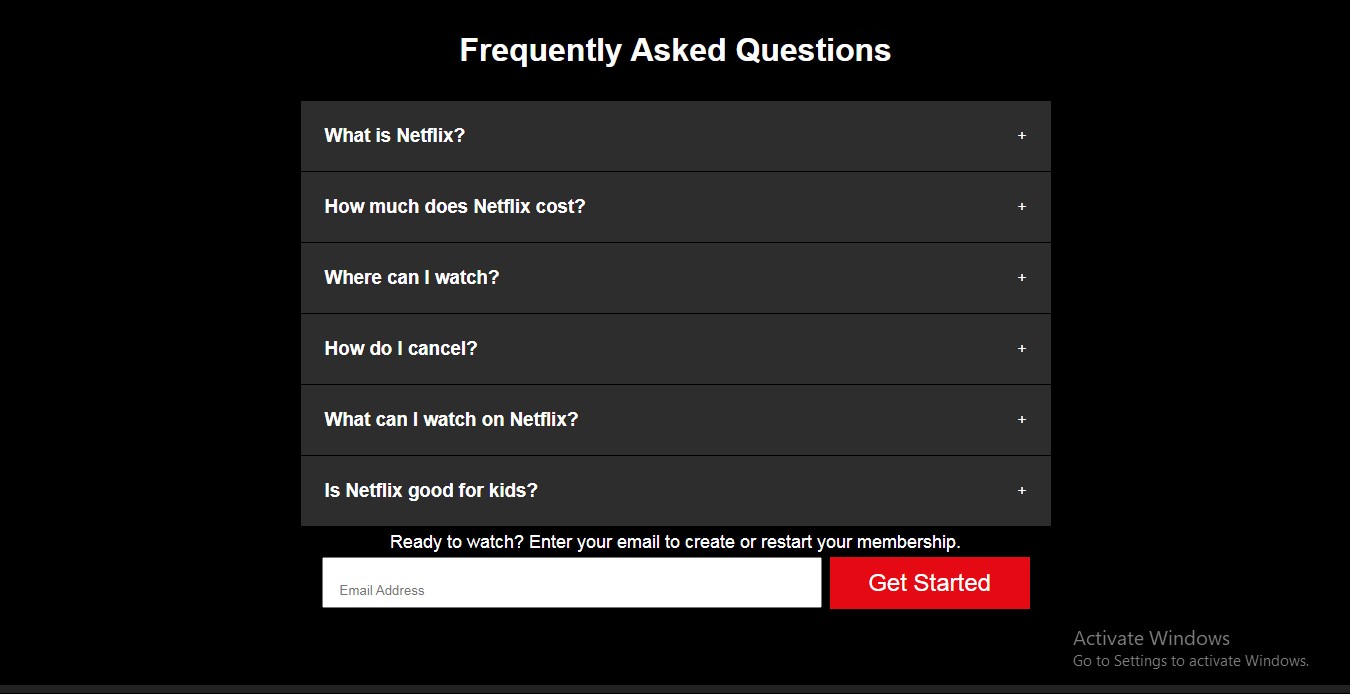 Frequently Asked Questions
What is Netflix? +
How much does Netflix cost? +
Where can I watch? +
How do I cancel? +
What can I watch on Netflix? +
Is Netflix good for kids? +
Ready to watch? Enter your email to create or restart your membership.
Email Address Get Started
Activate Windows
Go to Settings to activate Windows.